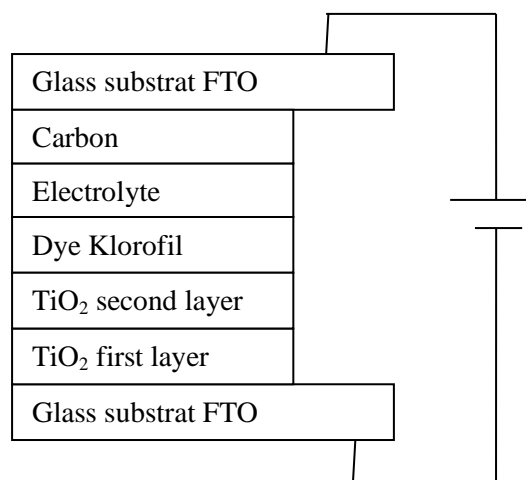 Glass substrat FTO
Carbon
Electrolyte
Dye Klorofil
TiO₂ second layer
TiO₂ first layer
Glass substrat FTO